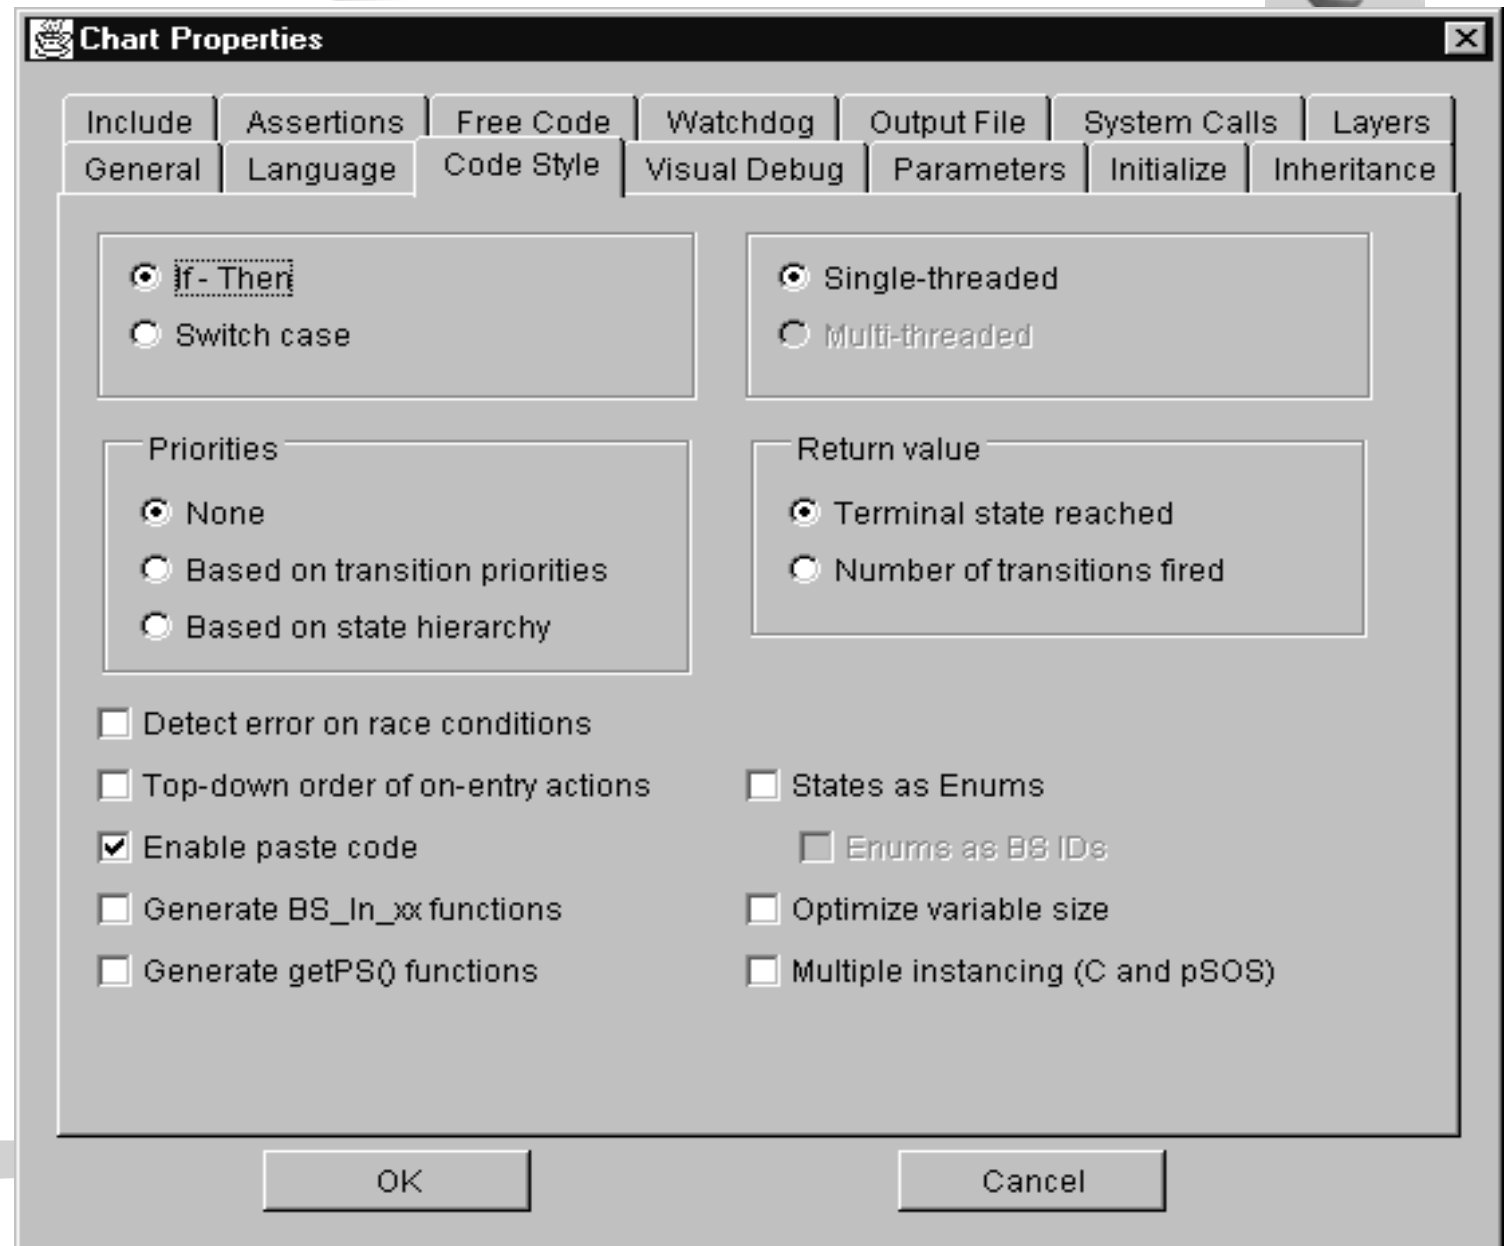 Chart Properties
Include Assertions Free Code Watchdog Output File System Calls Layers
General Language Code Style Visual Debug Parameters Initialize Inheritance
If - Then
Switch case
Single-threaded
Multi-threaded
Priorities
None
Based on transition priorities
Based on state hierarchy
Return value
Terminal state reached
Number of transitions fired
Detect error on race conditions
Top-down order of on-entry actions
Enable paste code
Generate BS_In_xx functions
Generate getPS() functions
States as Enums
Enums as BS IDs
Optimize variable size
Multiple instancing (C and pSOS)
OK
Cancel